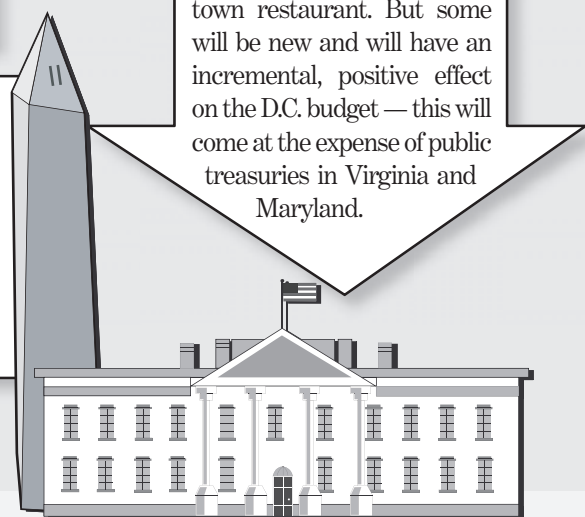 town restaurant. But some
will be new and will have an
incremental, positive effect
on the D.C. budget — this will
come at the expense of public
treasuries in Virginia and
Maryland.